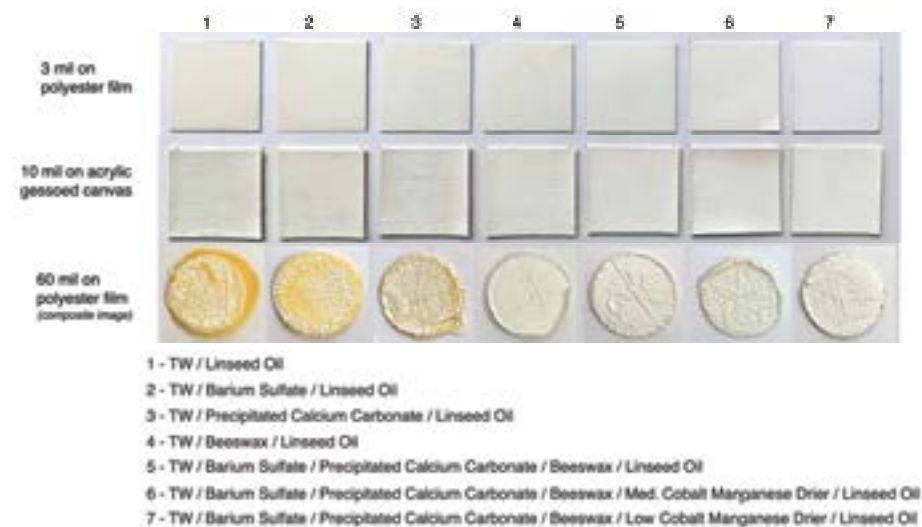 1 2 3 4 5 6 7
3 mil on
polyester film
10 mil on acrylic
gessoed canvas
60 mil on
polyester film
(composite image)
1 - TW / Linseed Oil
2 - TW / Barium Sulfate / Linseed Oil
3 - TW / Precipitated Calcium Carbonate / Linseed Oil
4 - TW / Beeswax / Linseed Oil
5 - TW / Barium Sulfate / Precipitated Calcium Carbonate / Beeswax / Linseed Oil
6 - TW / Barium Sulfate / Precipitated Calcium Carbonate / Beeswax / Med. Cobalt Manganese Drier / Linseed Oil
7 - TW / Barium Sulfate / Precipitated Calcium Carbonate / Beeswax / Low Cobalt Manganese Drier / Linseed Oil